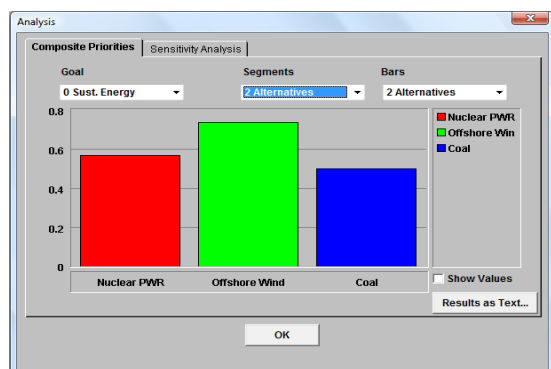 Analysis
Composite Priorities
Sensitivity Analysis
Goal
Segments
Bars
0 Sust. Energy
2 Alternatives
2 Alternatives
0.8
0.6
0.4
0.2
0
Nuclear PWR
Offshore Win
Coal
Nuclear PWR
Offshore Wind
Coal
Show Values
Results as Text...
OK